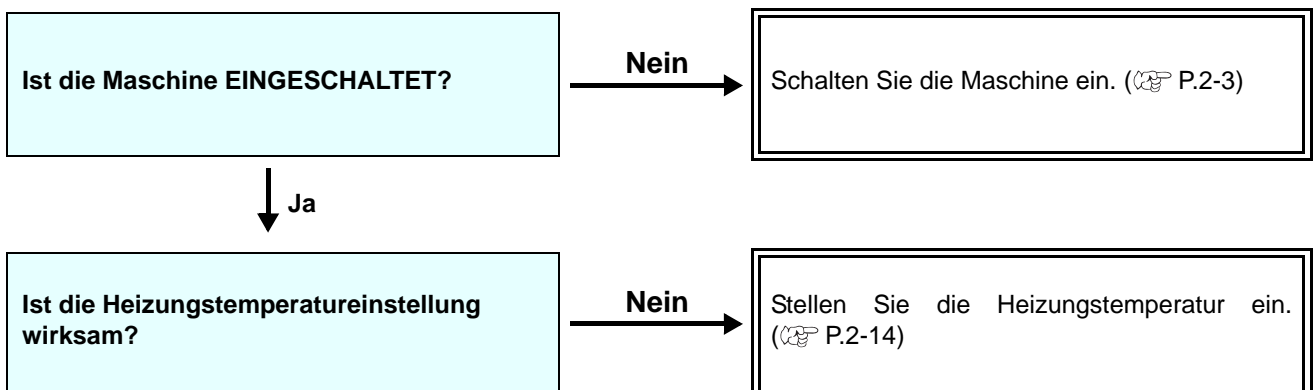 Ist die Maschine EINGESCHALTET?
Nein
Schalten Sie die Maschine ein. (☞ P.2-3)
Ja
Ist die Heizungstemperatureinstellung
wirksam?
Nein
Stellen Sie die Heizungstemperatur ein.
(☞ P.2-14)